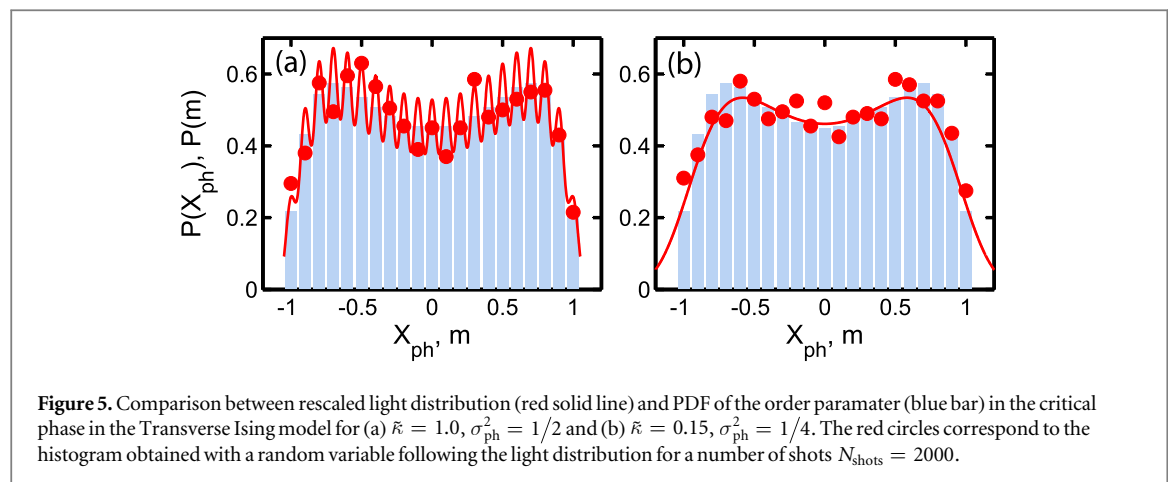 (a)
(b)
P(X_ph), P(m)
0.6
0.4
0.2
0
-1 -0.5 0 0.5 1
X_ph, m
0.6
0.4
0.2
0
-1 -0.5 0 0.5 1
X_ph, m
Figure 5. Comparison between rescaled light distribution (red solid line) and PDF of the order paramater (blue bar) in the critical
phase in the Transverse Ising model for (a) κ̃ = 1.0, σ²_ph = 1/2 and (b) κ̃ = 0.15, σ²_ph = 1/4. The red circles correspond to the
histogram obtained with a random variable following the light distribution for a number of shots N_shots = 2000.